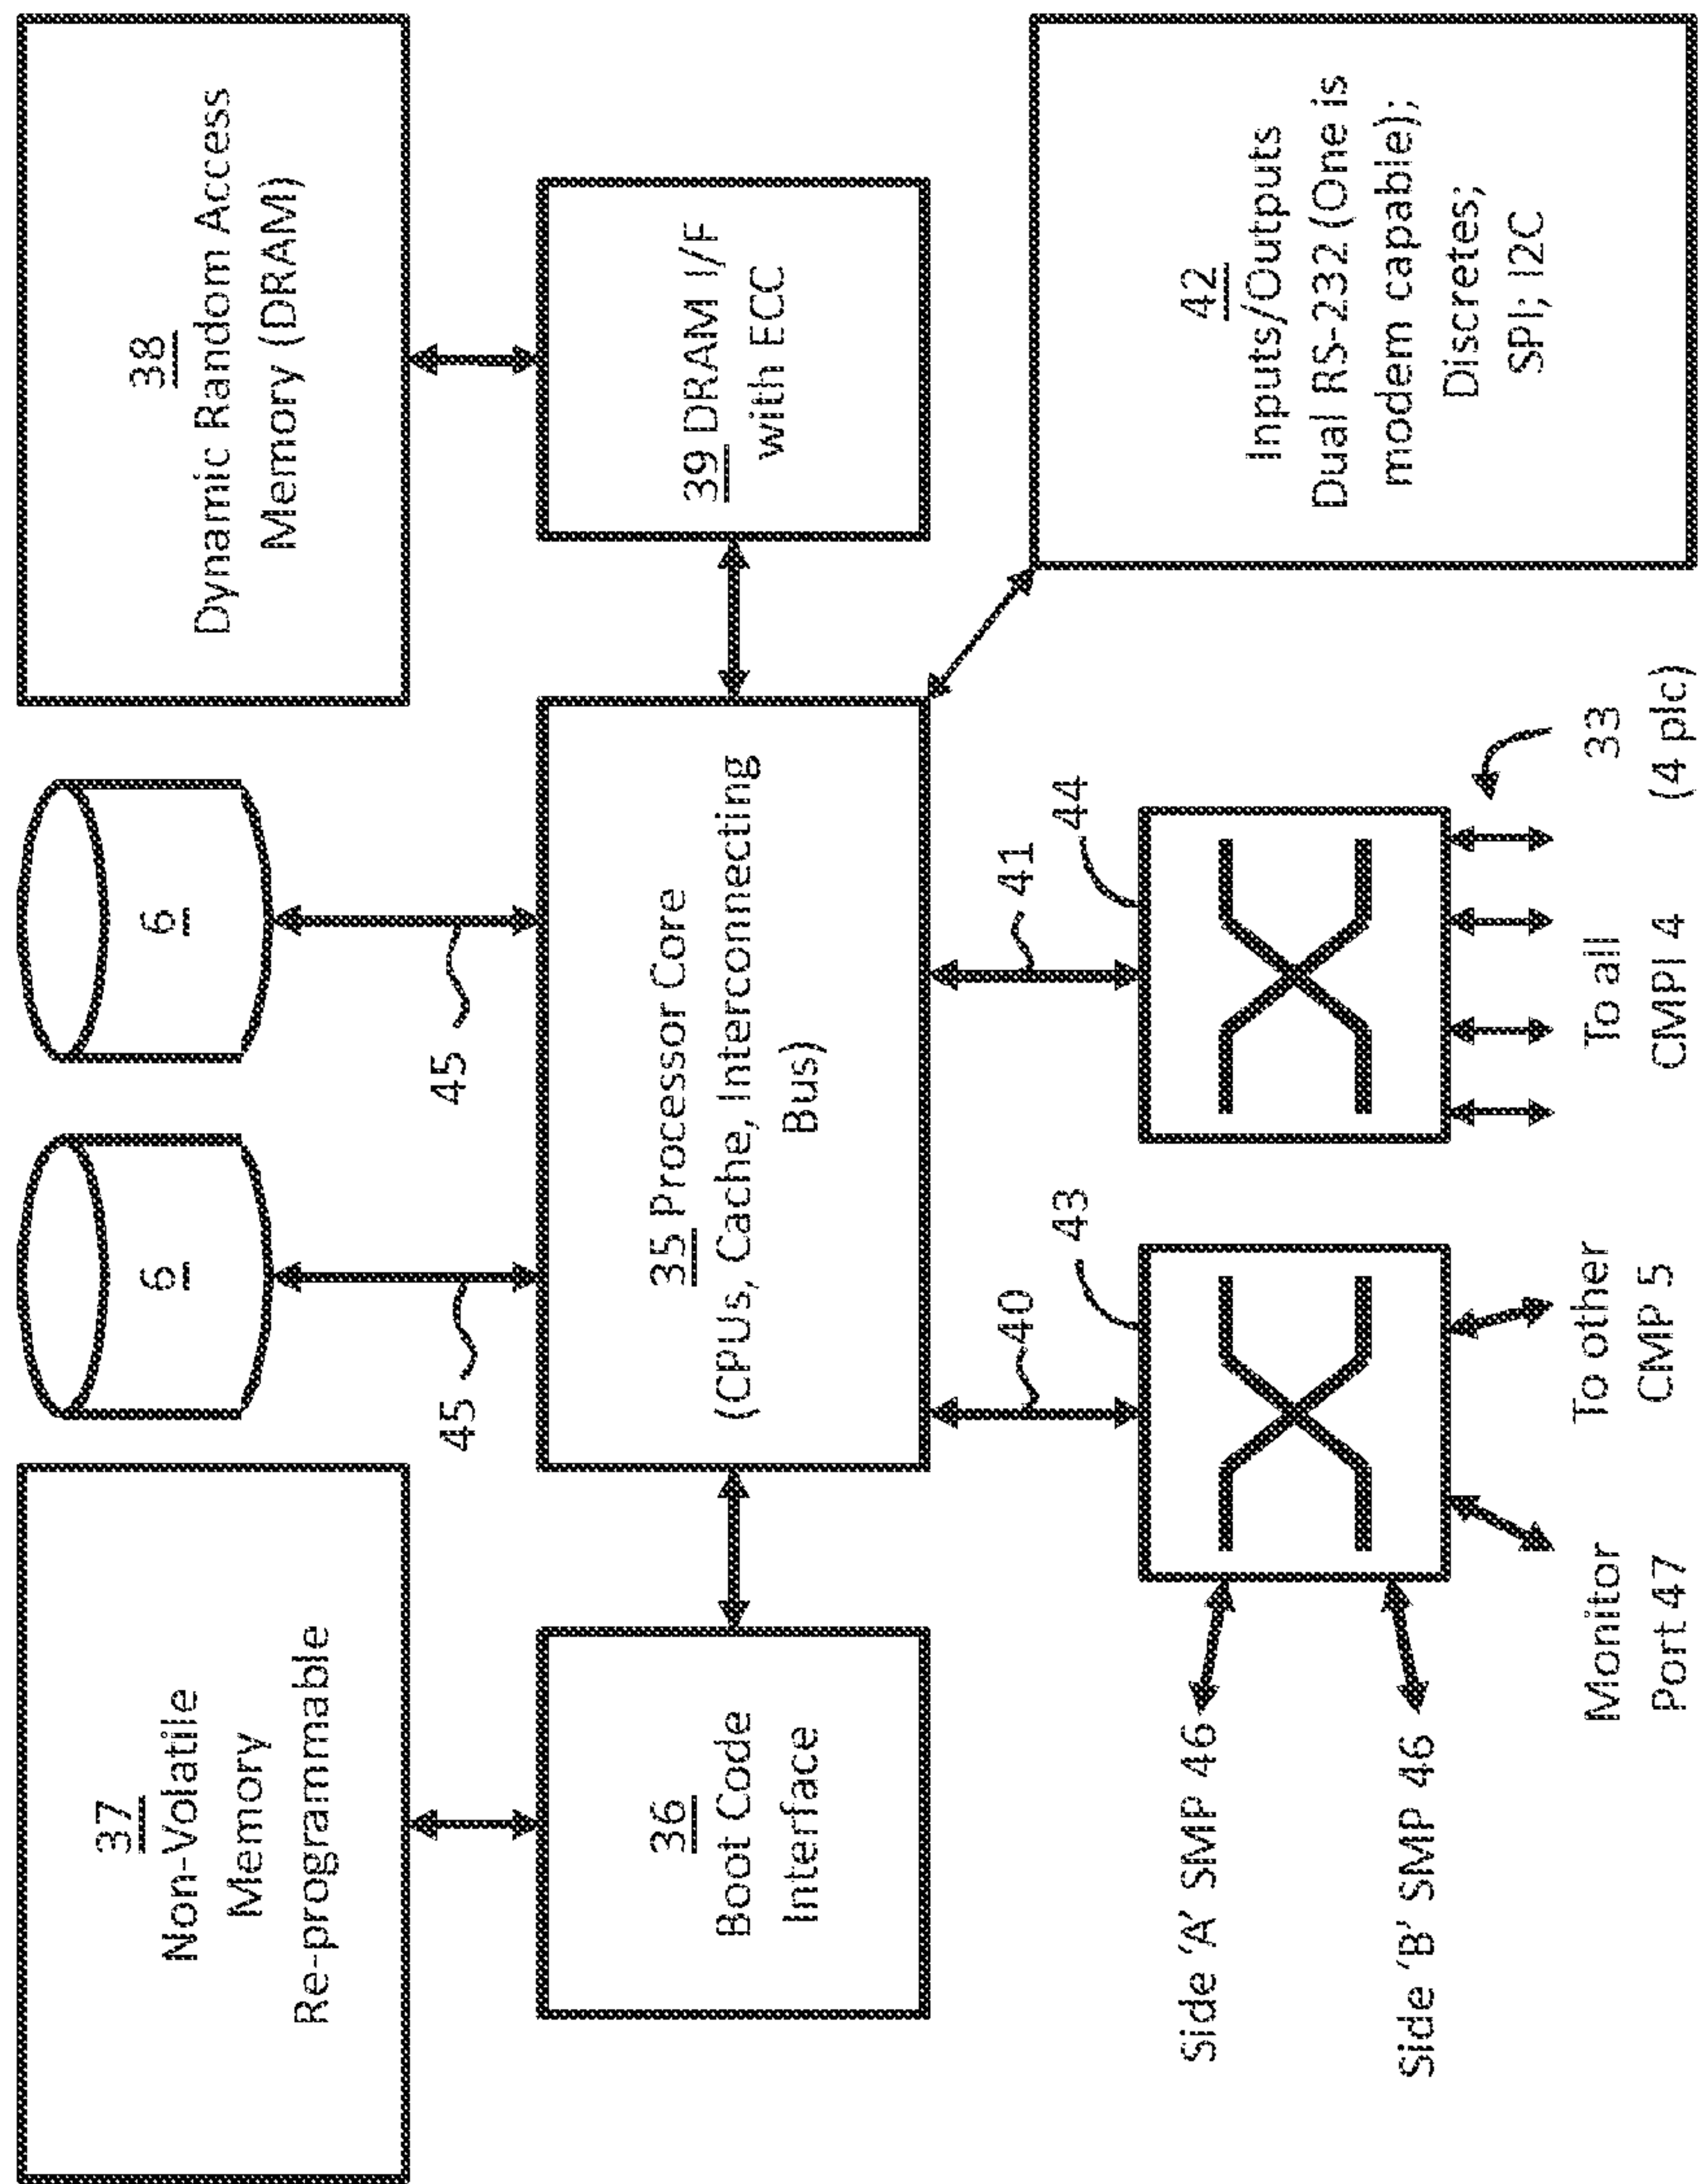 37
Non-Volatile
Memory
Re-programmable
6
6
38
Dynamic Random Access
Memory (DRAM)
45
45
36
Boot Code
Interface
35 Processor Core
(CPUs, Cache, Interconnecting
Bus)
39 DRAM I/F
with ECC
40
43
41
44
42
Inputs/Outputs
Dual RS-232 (One is
modem capable);
Discretes;
SPI; I2C
Side 'A' SMP 46
Side 'B' SMP 46
Monitor
Port 47
To other
CMP 5
To all
CMPI 4
33
(4 plc)